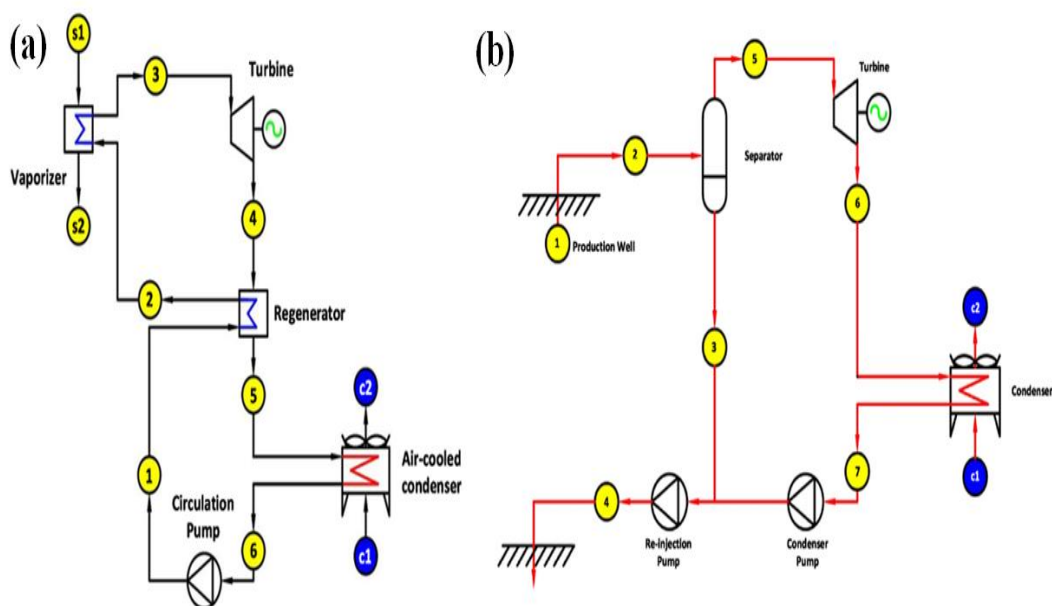 (a)
s1
3
Turbine
Vaporizer
s2
4
2
Regenerator
5
c2
Air-cooled
condenser
1
Circulation
Pump
6
c1
(b)
5
Turbine
2
Separator
6
1
Production Well
c2
3
Condenser
7
c1
4
Re-injection
Pump
Condenser
Pump